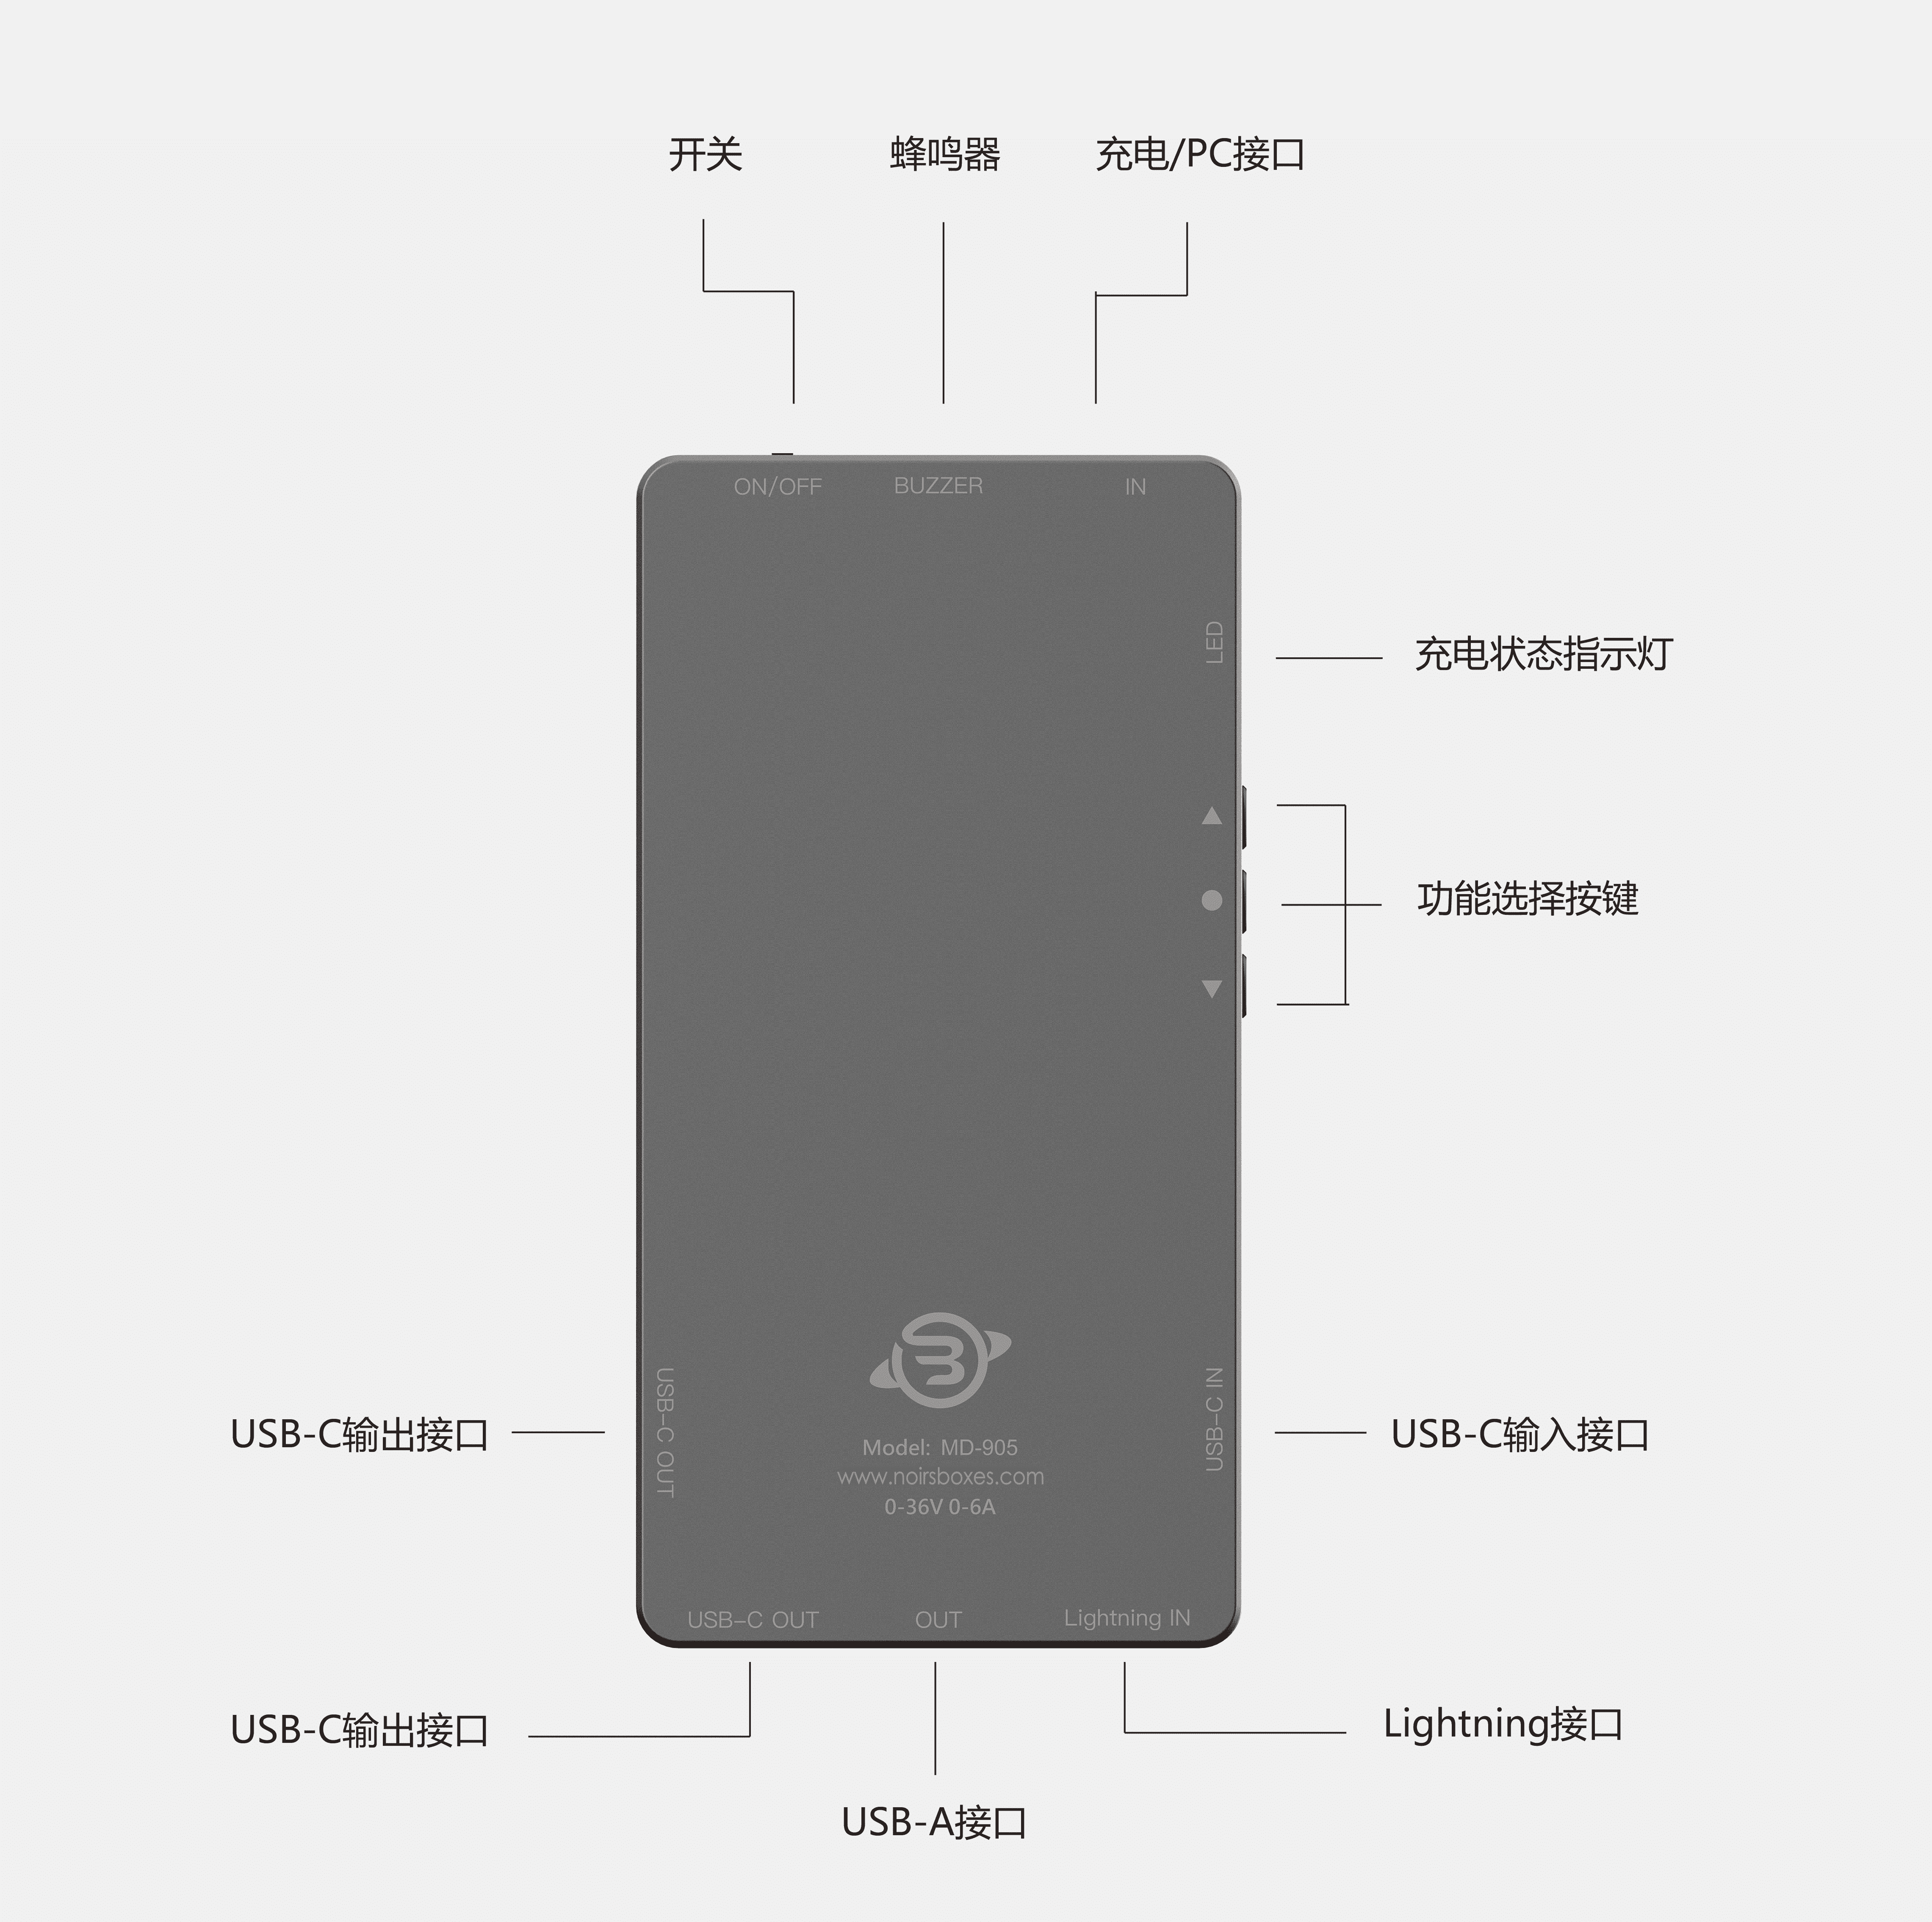 开关
蜂鸣器
充电/PC接口
ON/OFF
BUZZER
IN
LED
充电状态指示灯
功能选择按键
USB-C OUT
USB-C IN
USB-C输出接口
USB-C输入接口
Model: MD-905
www.noirsboxes.com
0-36V 0-6A
USB-C OUT
OUT
Lightning IN
USB-C输出接口
Lightning接口
USB-A接口